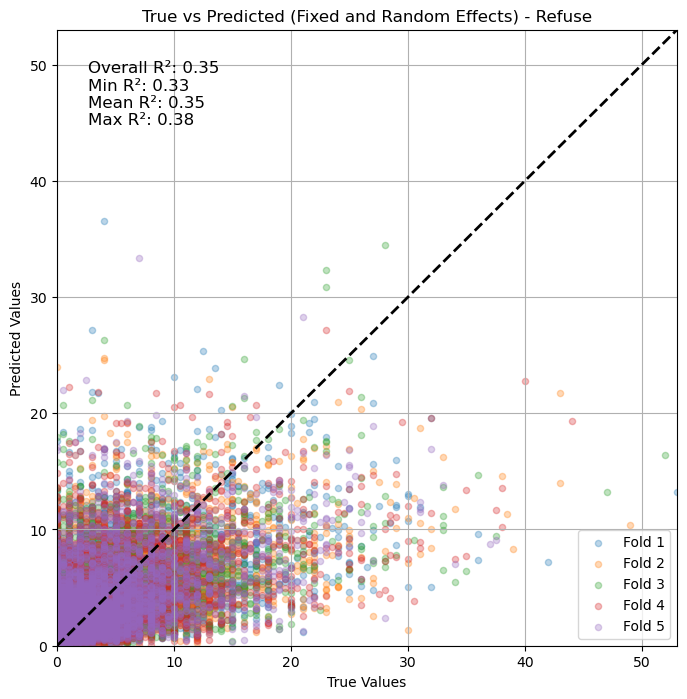 True vs Predicted (Fixed and Random Effects) - Refuse
Overall R²: 0.35
Min R²: 0.33
Mean R²: 0.35
Max R²: 0.38
Predicted Values
50
40
30
20
10
0
0 10 20 30 40 50
True Values
Fold 1
Fold 2
Fold 3
Fold 4
Fold 5